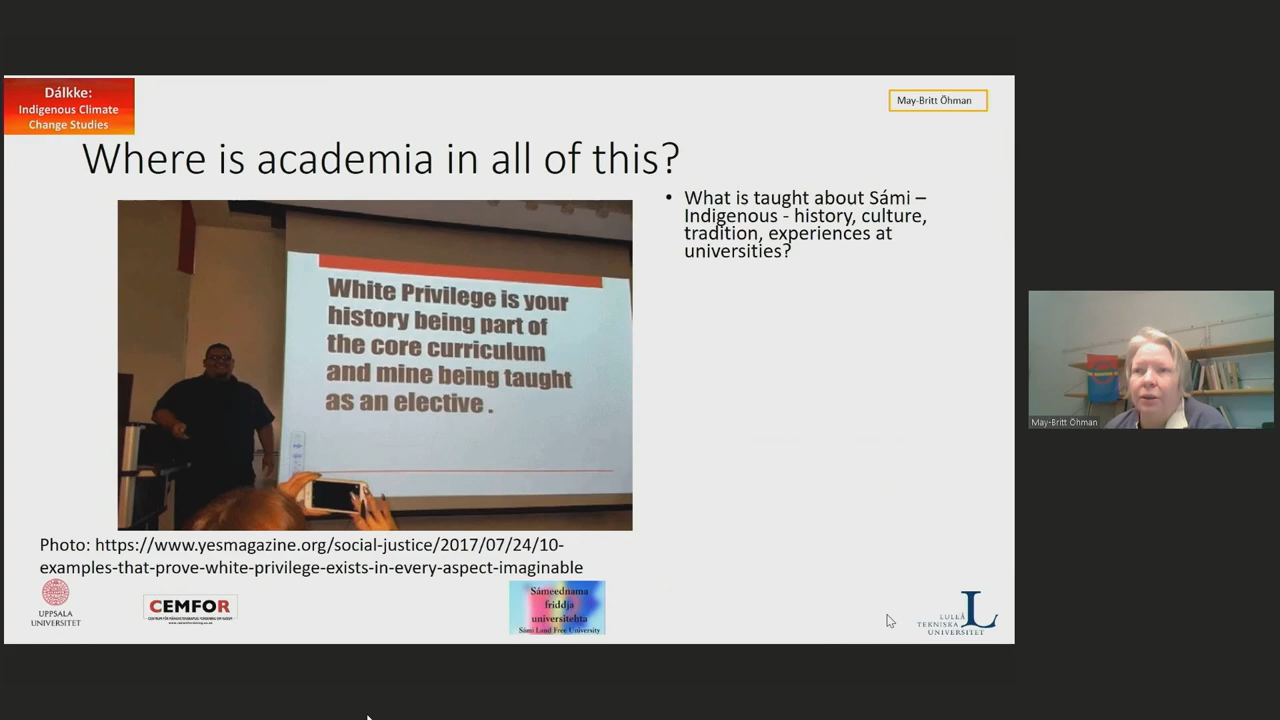 Dálkke:
Indigenous Climate
Change Studies
May-Britt Öhman
Where is academia in all of this?
• What is taught about Sámi –
Indigenous - history, culture,
tradition, experiences at
universities?
White Privilege is your
history being part of
the core curriculum
and mine being taught
as an elective .
Photo: https://www.yesmagazine.org/social-justice/2017/07/24/10-
examples-that-prove-white-privilege-exists-in-every-aspect-imaginable
UPPSALA
UNIVERSITET
CEMFOR
Sámeednama
friddja
universitehta
Sámi Land Free University
LULEÅ
TEKNISKA
UNIVERSITET
May-Britt Öhman